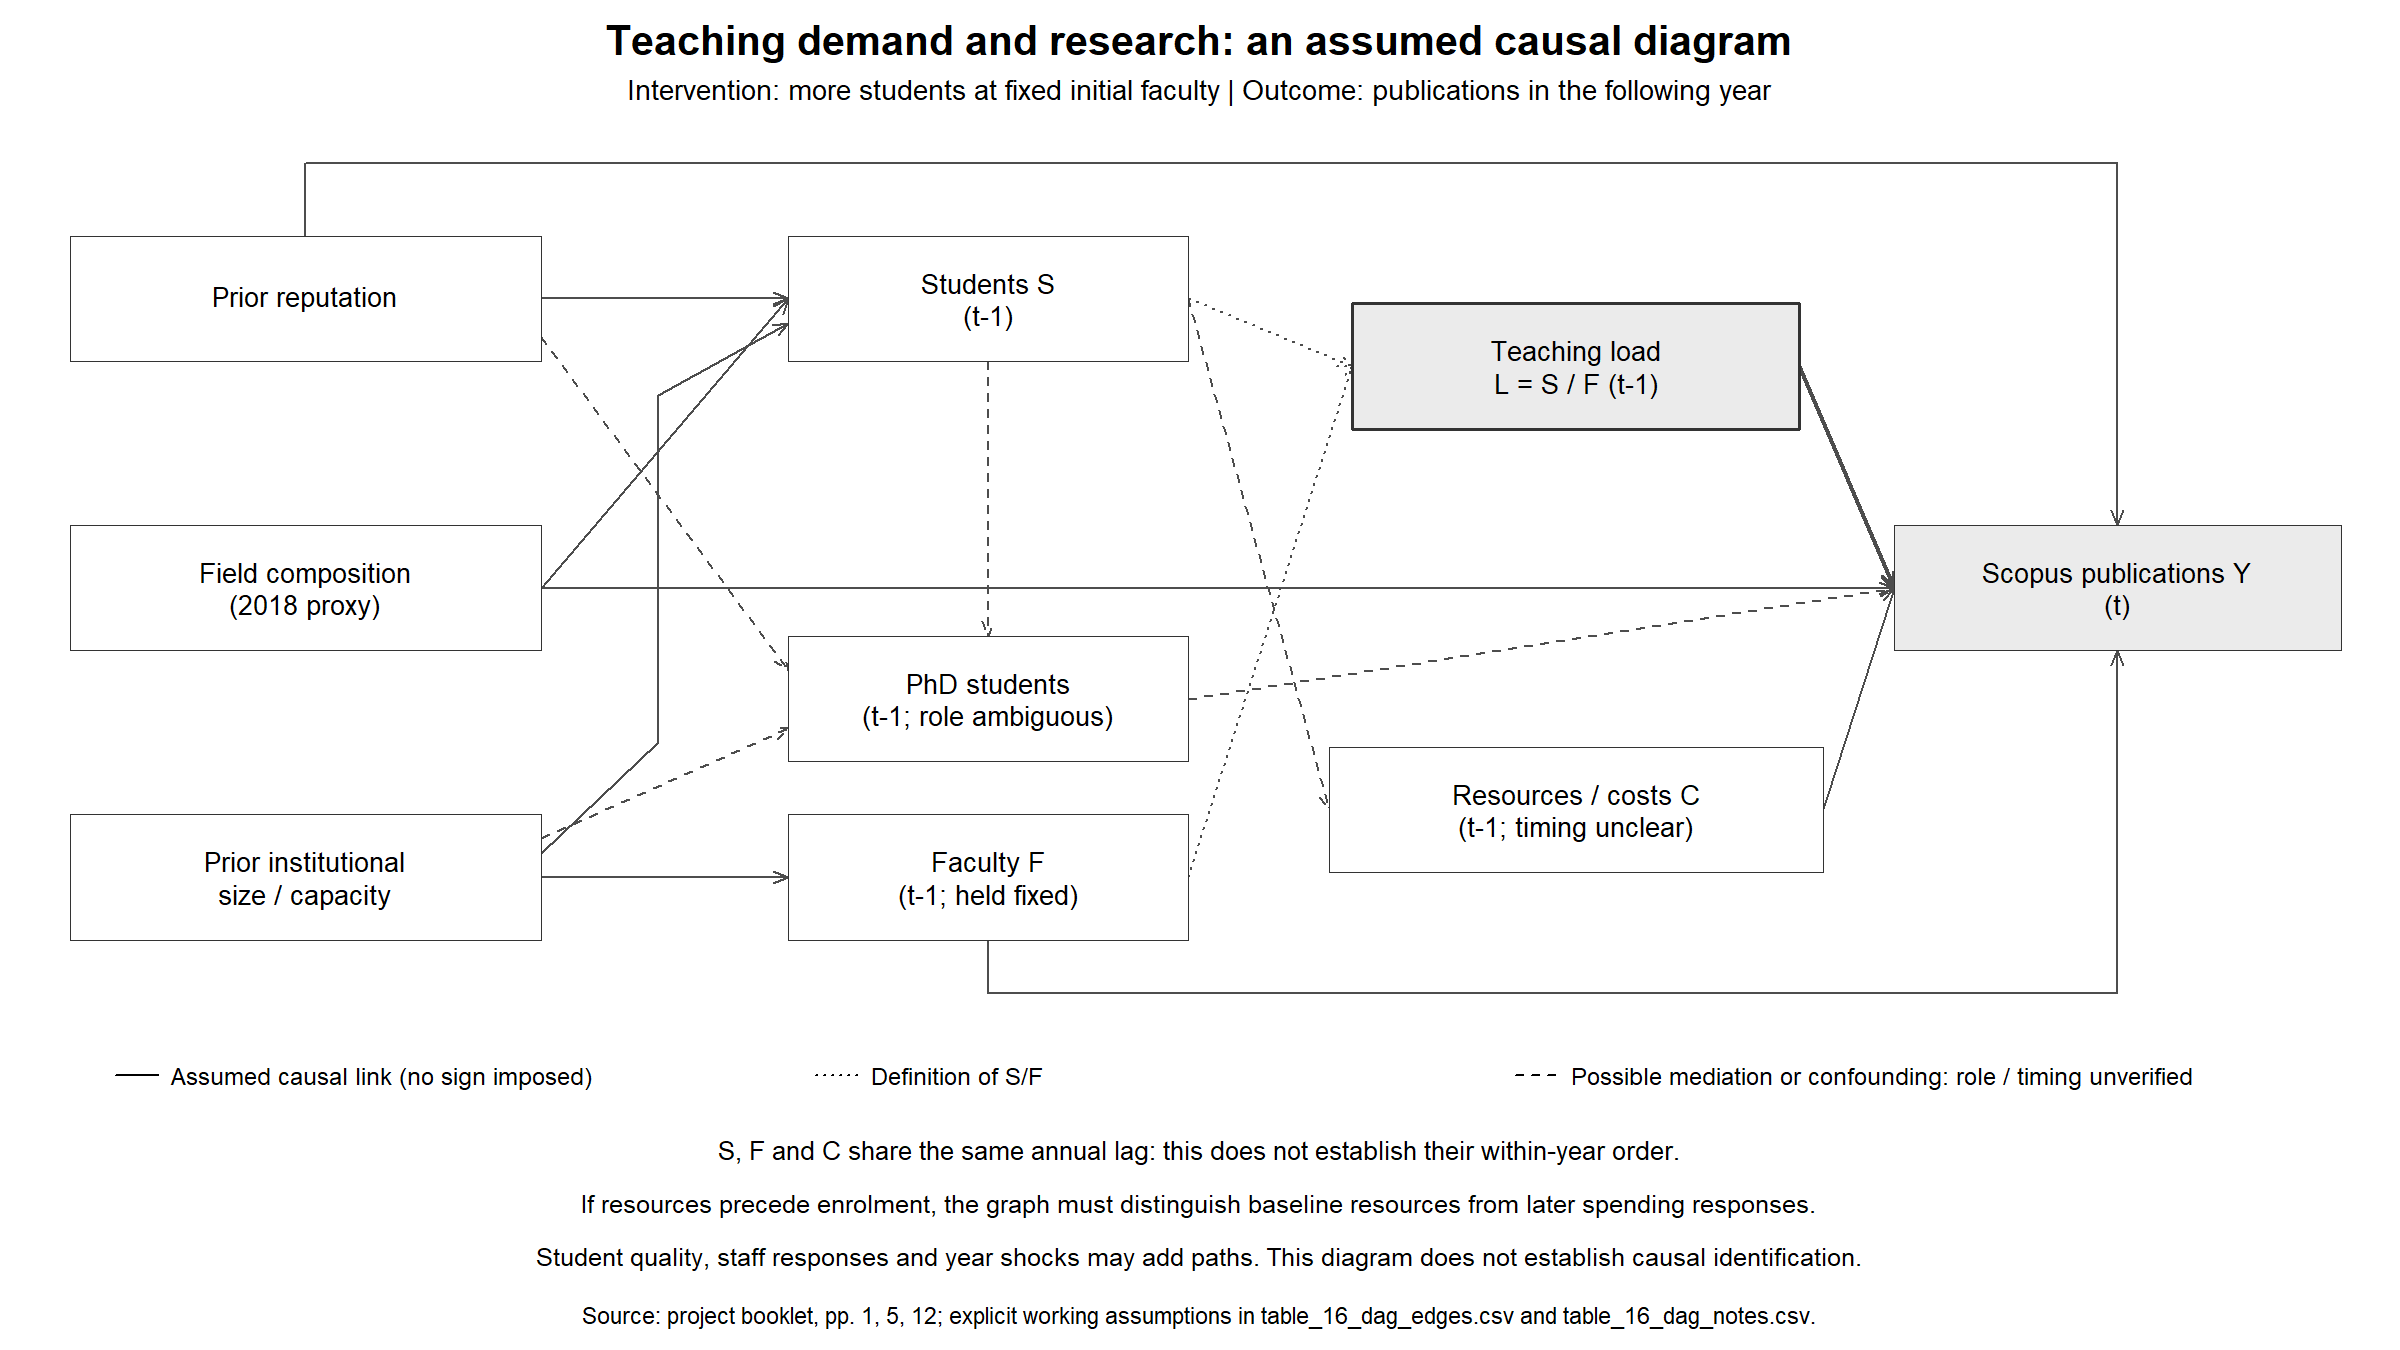 Teaching demand and research: an assumed causal diagram
Intervention: more students at fixed initial faculty | Outcome: publications in the following year
Prior reputation
Students S
(t-1)
Teaching load
L = S / F (t-1)
Field composition
(2018 proxy)
Scopus publications Y
(t)
PhD students
(t-1; role ambiguous)
Resources / costs C
(t-1; timing unclear)
Prior institutional
size / capacity
Faculty F
(t-1; held fixed)
Assumed causal link (no sign imposed)
Definition of S/F
Possible mediation or confounding: role / timing unverified
S, F and C share the same annual lag: this does not establish their within-year order.
If resources precede enrolment, the graph must distinguish baseline resources from later spending responses.
Student quality, staff responses and year shocks may add paths. This diagram does not establish causal identification.
Source: project booklet, pp. 1, 5, 12; explicit working assumptions in table_16_dag_edges.csv and table_16_dag_notes.csv.